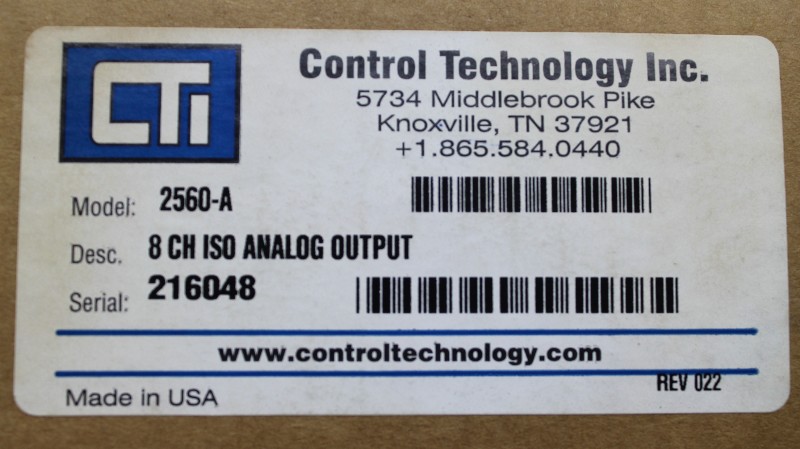 CTi
Control Technology Inc.
5734 Middlebrook Pike
Knoxville, TN 37921
+1.865.584.0440
Model: 2560-A
Desc. 8 CH ISO ANALOG OUTPUT
Serial: 216048
www.controltechnology.com
REV 022
Made in USA